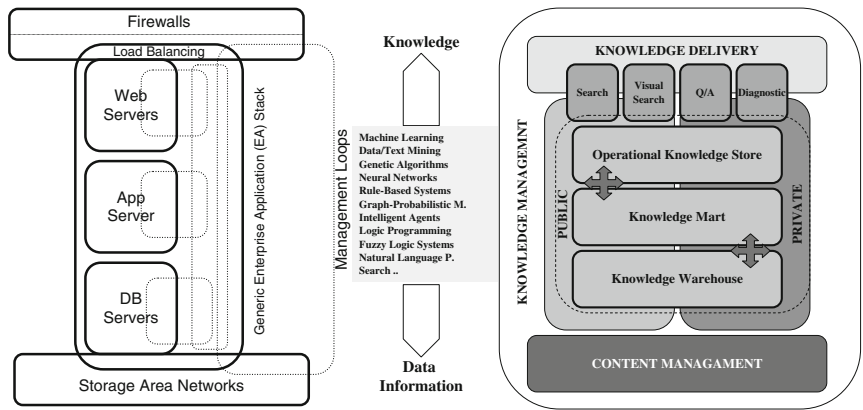 Firewalls
Load Balancing
Web
Servers
App
Server
DB
Servers
Storage Area Networks
Generic Enterprise Application (EA) Stack
Management Loops
Knowledge
Machine Learning
Data/Text Mining
Genetic Algorithms
Neural Networks
Rule-Based Systems
Graph-Probabilistic M.
Intelligent Agents
Logic Programming
Fuzzy Logic Systems
Natural Language P.
Search ..
Data
Information
KNOWLEDGE DELIVERY
Search
Visual
Search
Q/A
Diagnostic
KNOWLEDGE MANAGEMNT
PUBLIC
Operational Knowledge Store
Knowledge Mart
Knowledge Warehouse
PRIVATE
CONTENT MANAGAMENT